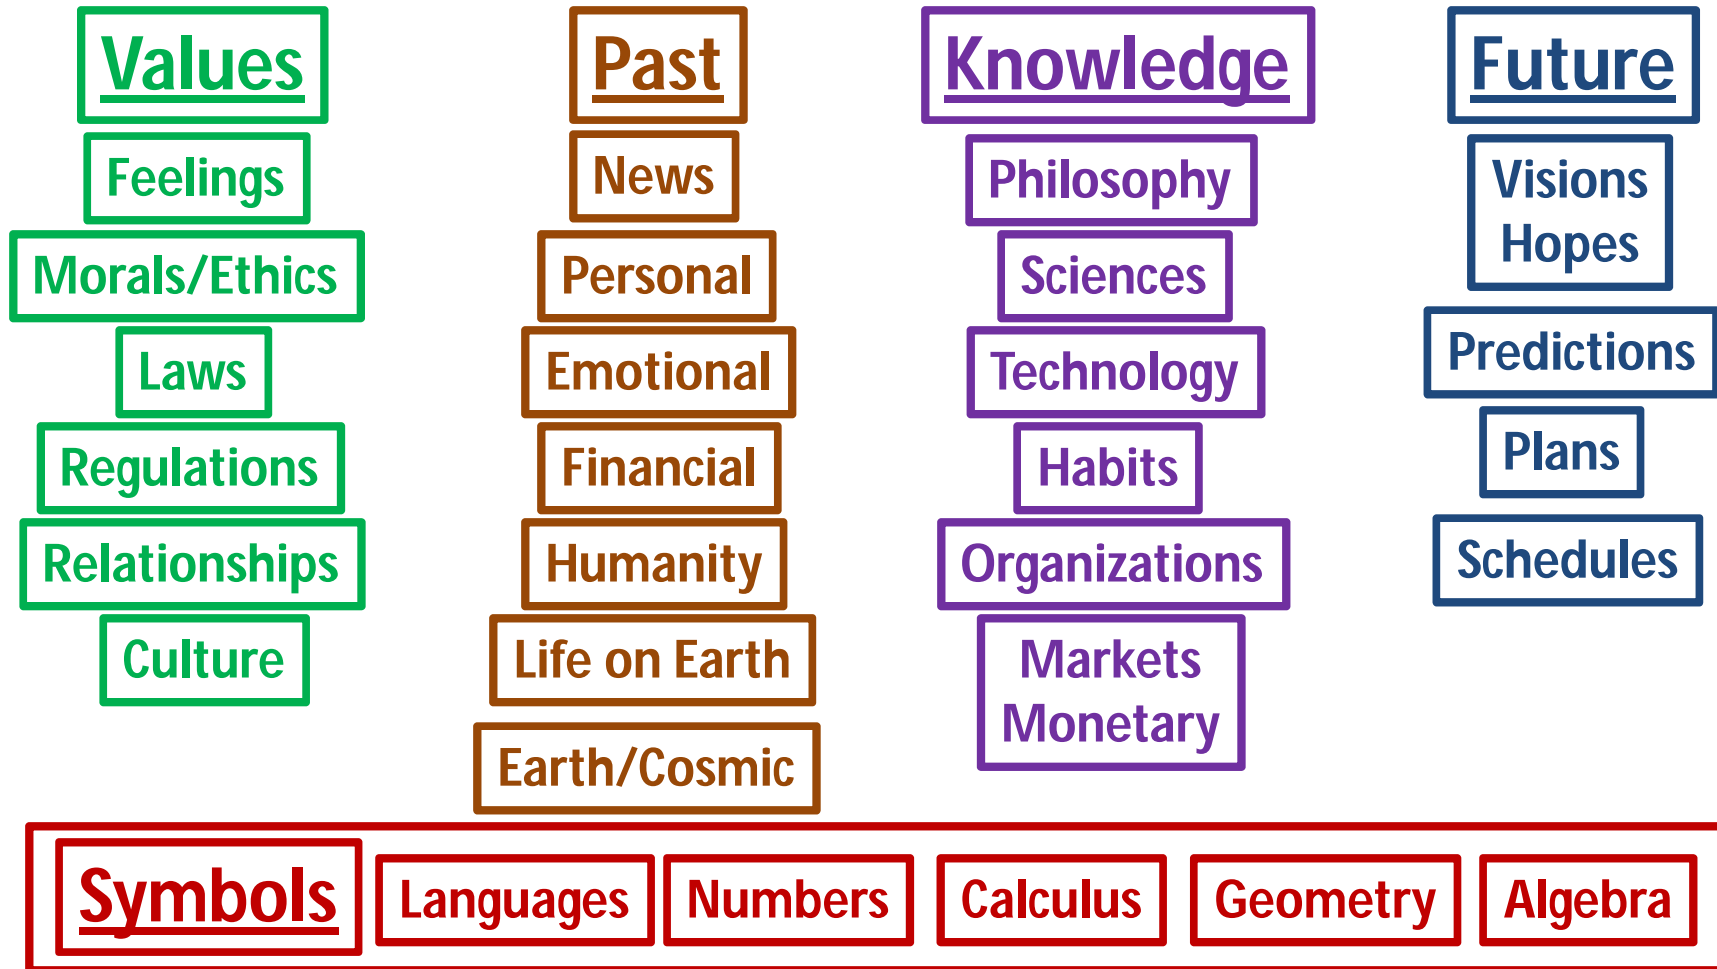 Values
Feelings
Morals/Ethics
Laws
Regulations
Relationships
Culture
Past
News
Personal
Emotional
Financial
Humanity
Life on Earth
Earth/Cosmic
Knowledge
Philosophy
Sciences
Technology
Habits
Organizations
Markets
Monetary
Future
Visions
Hopes
Predictions
Plans
Schedules
Symbols
Languages
Numbers
Calculus
Geometry
Algebra